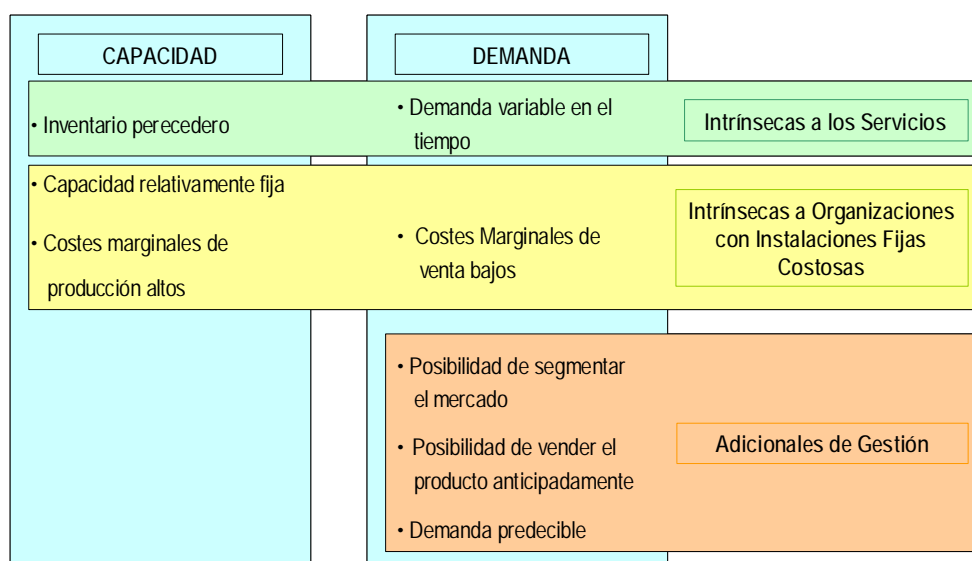 CAPACIDAD
DEMANDA
• Inventario perecedero
• Demanda variable en el
tiempo
Intrínsecas a los Servicios
• Capacidad relativamente fija
• Costes marginales de
producción altos
• Costes Marginales de
venta bajos
Intrínsecas a Organizaciones
con Instalaciones Fijas
Costosas
• Posibilidad de segmentar
el mercado
• Posibilidad de vender el
producto anticipadamente
• Demanda predecible
Adicionales de Gestión